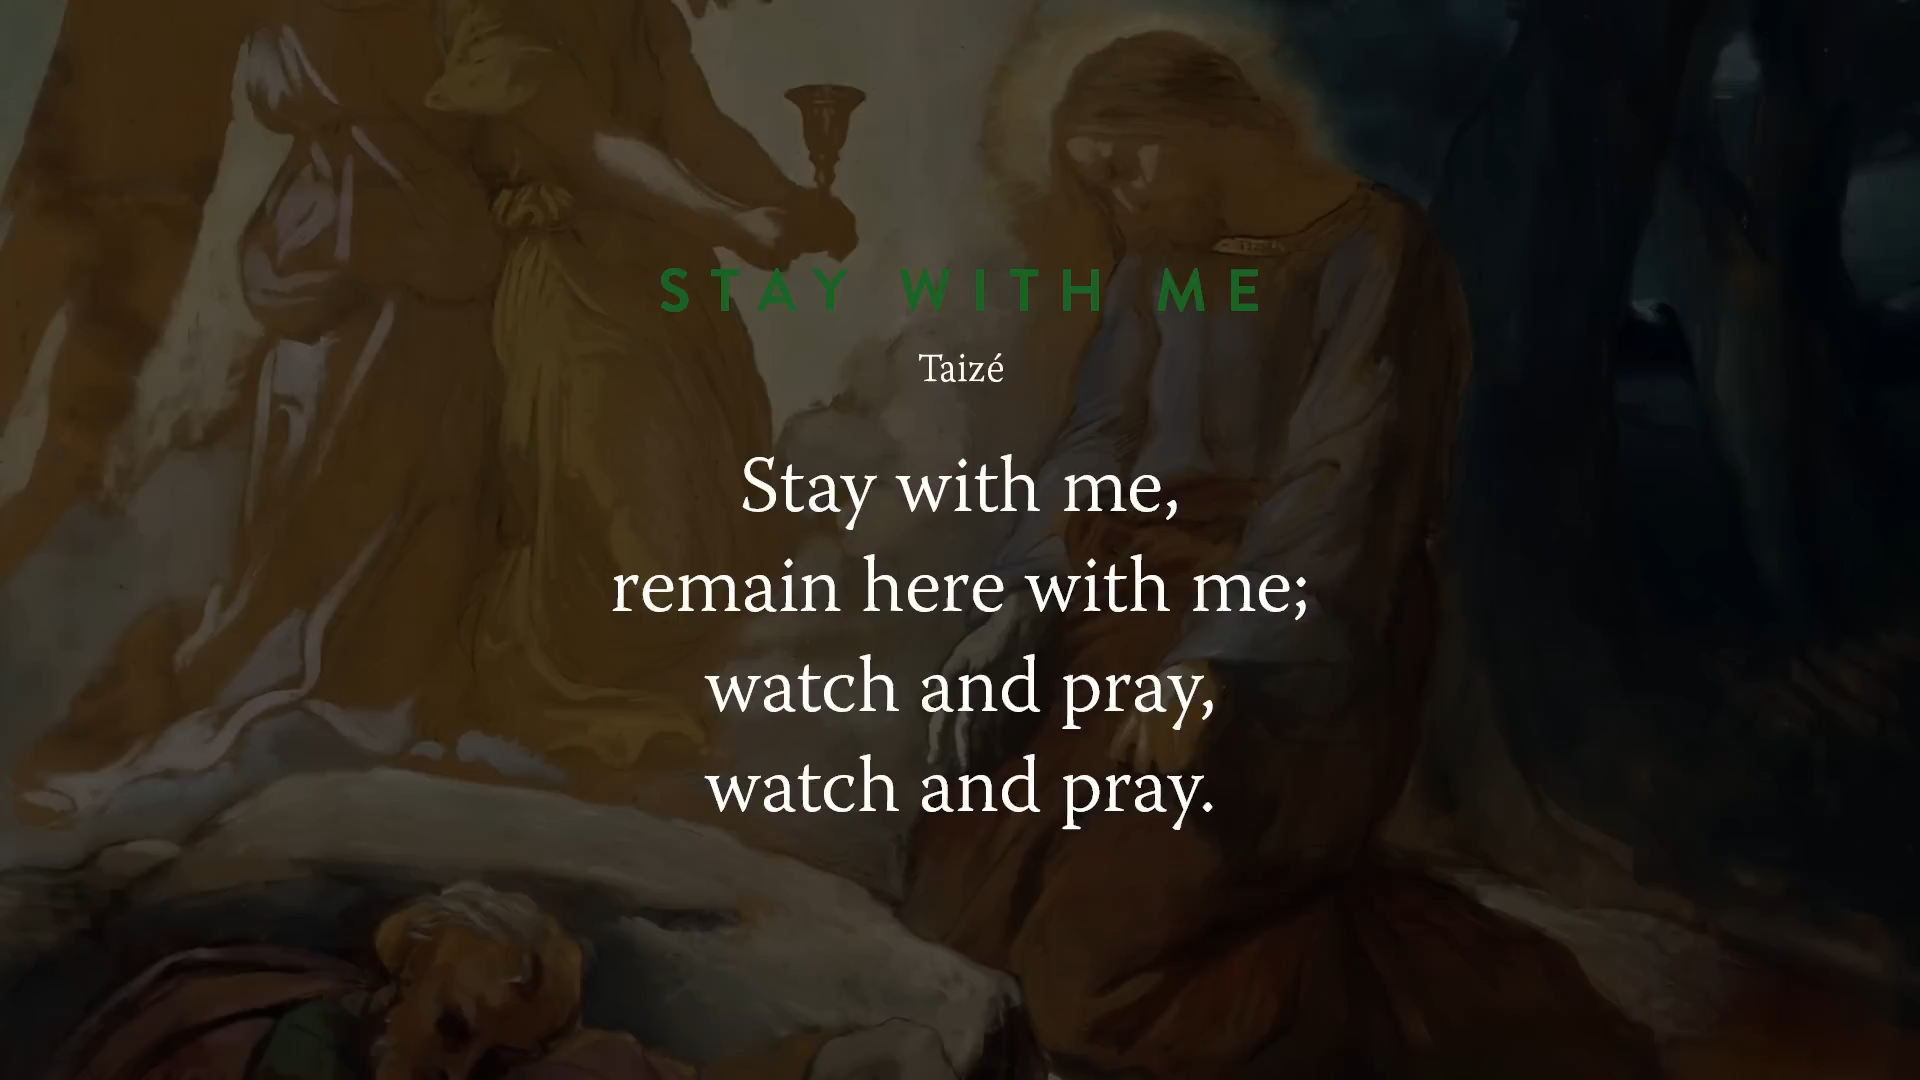 STAY WITH ME
Taizé
Stay with me,
remain here with me;
watch and pray,
watch and pray.